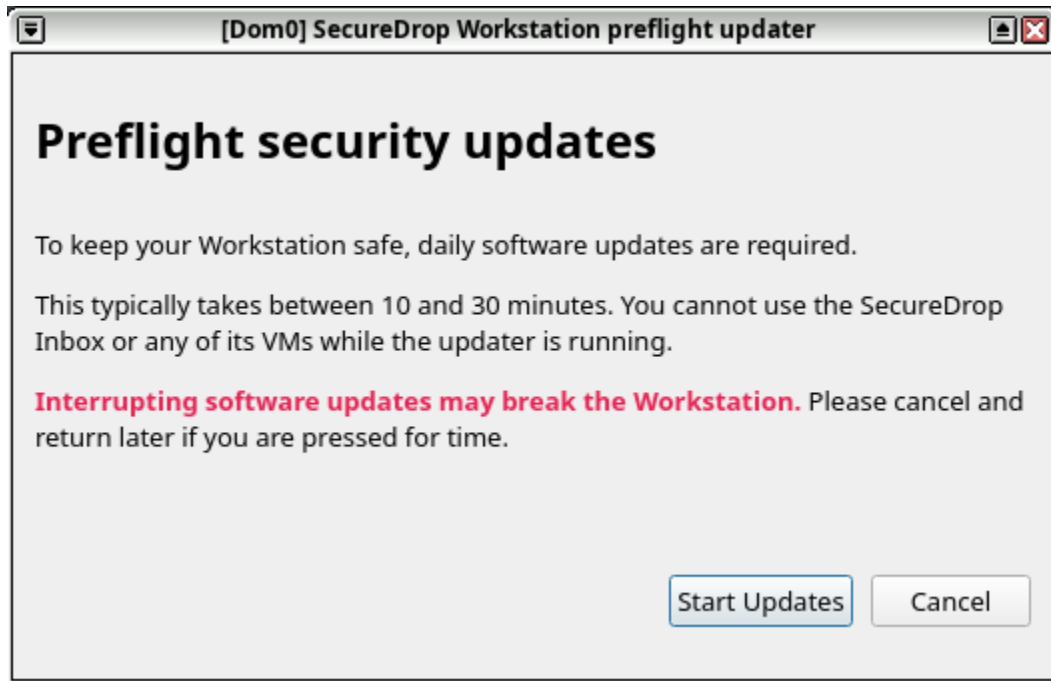 [Dom0] SecureDrop Workstation preflight updater
Preflight security updates
To keep your Workstation safe, daily software updates are required.
This typically takes between 10 and 30 minutes. You cannot use the SecureDrop
Inbox or any of its VMs while the updater is running.
Interrupting software updates may break the Workstation. Please cancel and
return later if you are pressed for time.
Start Updates
Cancel